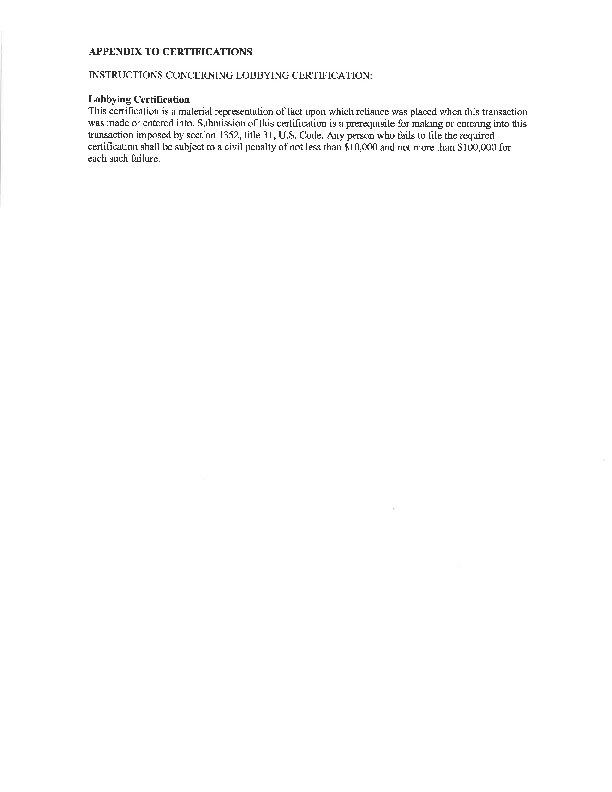 APPENDIX TO CERTIFICATIONS
INSTRUCTIONS CONCERNING LOBBYING CERTIFICATION:
Lobbying Certification
This certification is a material representation of fact upon which reliance was placed when this transaction
was made or entered into. Submission of this certification is a prerequisite for making or entering into this
transaction imposed by section 1352, title 31, U.S. Code. Any person who fails to file the required
certification shall be subject to a civil penalty of not less than $10,000 and not more than $100,000 for
each such failure.